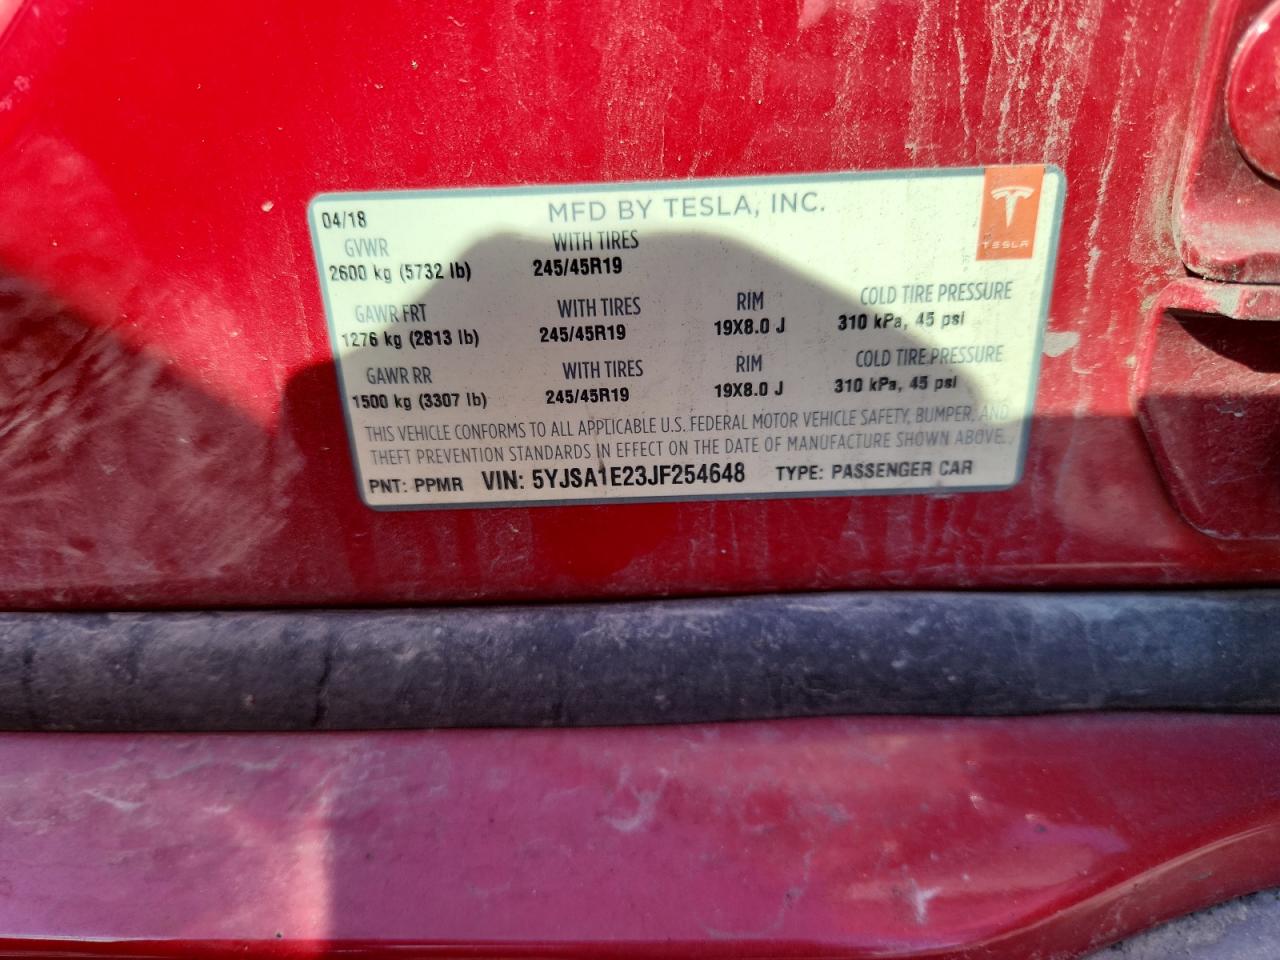 04/18 MFD BY TESLA, INC.
TESLA
GVWR WITH TIRES
2600 kg (5732 lb) 245/45R19
GAWR FRT WITH TIRES RIM COLD TIRE PRESSURE
1276 kg (2813 lb) 245/45R19 19X8.0 J 310 kPa, 45 psi
GAWR RR WITH TIRES RIM COLD TIRE PRESSURE
1500 kg (3307 lb) 245/45R19 19X8.0 J 310 kPa, 45 psi
THIS VEHICLE CONFORMS TO ALL APPLICABLE U.S. FEDERAL MOTOR VEHICLE SAFETY, BUMPER, AND
THEFT PREVENTION STANDARDS IN EFFECT ON THE DATE OF MANUFACTURE SHOWN ABOVE.
PNT: PPMR VIN: 5YJSA1E23JF254648 TYPE: PASSENGER CAR